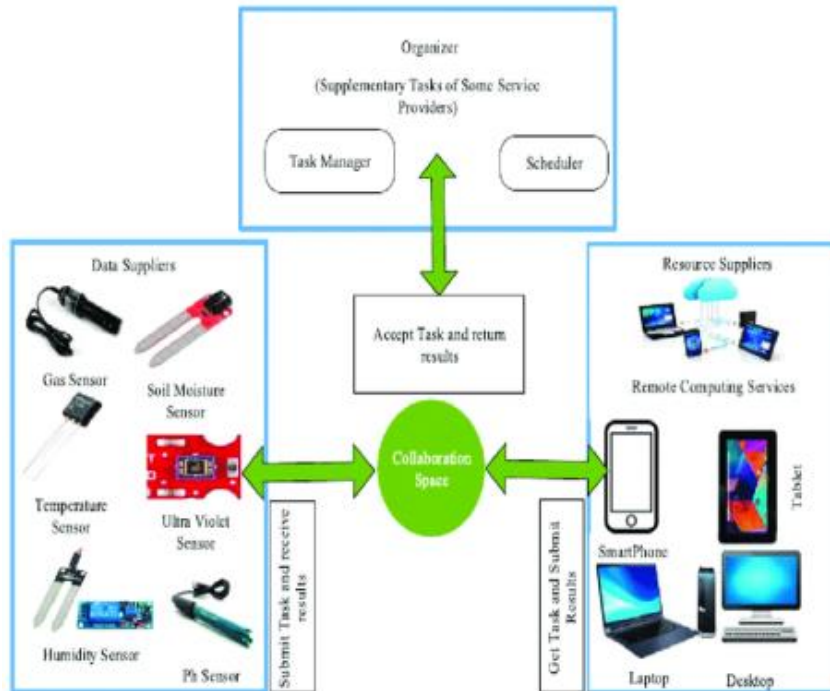 Organizer
(Supplementary Tasks of Some Service
Providers)
Task Manager
Scheduler
Data Suppliers
Gas Sensor
Soil Moisture
Sensor
Temperature
Sensor
Ultra Violet
Sensor
Humidity Sensor
Ph Sensor
Accept Task and return
results
Collaboration
Space
Submit Task and receive
results
Get Task and Submit
Results
Resource Suppliers
Remote Computing Services
SmartPhone
Tablet
Laptop
Desktop